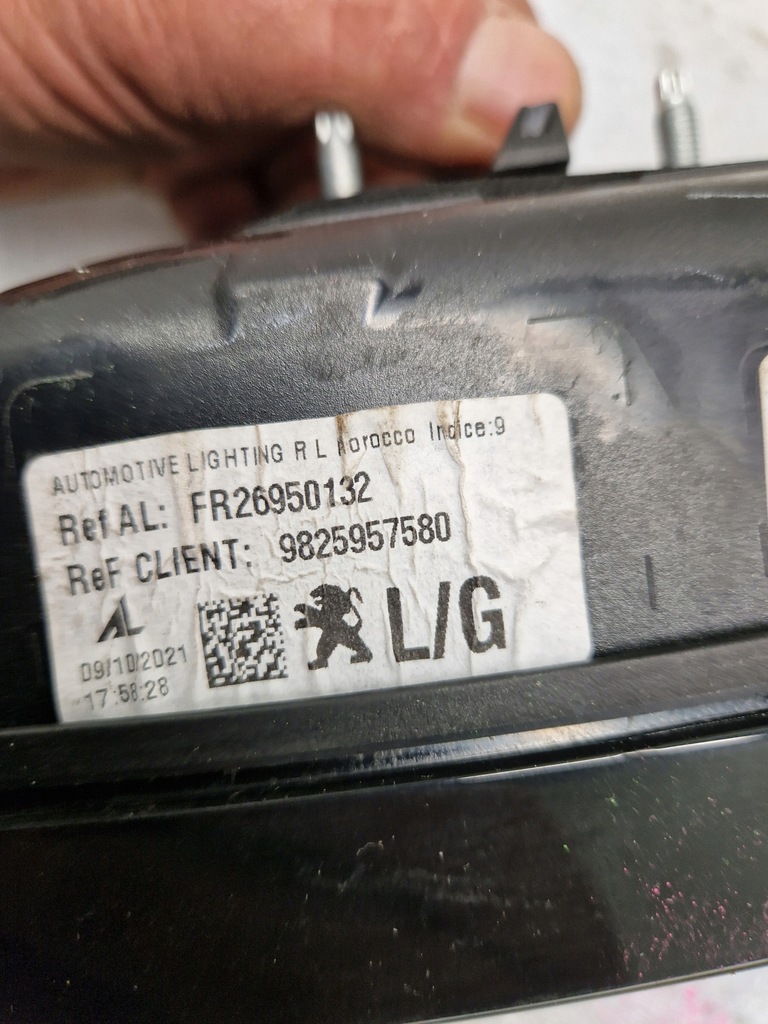 AUTOMOTIVE LIGHTING R L Morocco Indice:9
Ref AL: FR26950132
ReF CLIENT: 9825957580
AL
L/G
09/10/2021
17:58:28